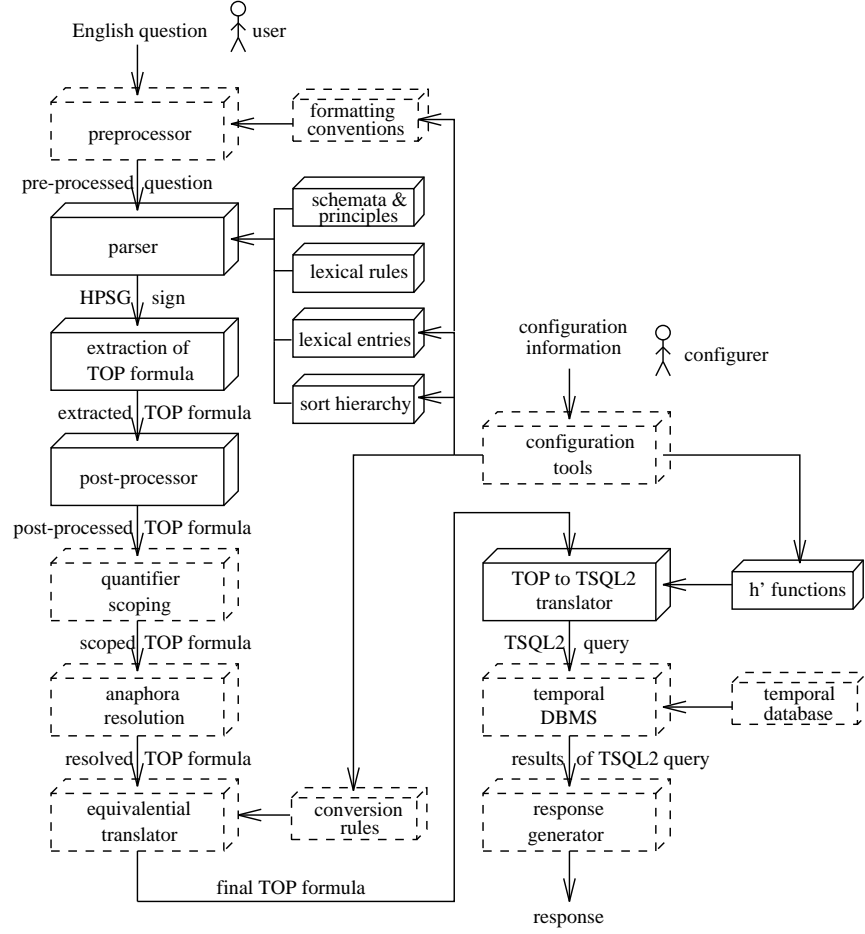 English question
user
preprocessor
formatting
conventions
pre-processed question
schemata &
principles
parser
lexical rules
HPSG sign
lexical entries
extraction of
TOP formula
sort hierarchy
extracted TOP formula
configuration
information
configurer
configuration
tools
post-processor
post-processed TOP formula
quantifier
scoping
TOP to TSQL2
translator
h' functions
scoped TOP formula
TSQL2 query
anaphora
resolution
temporal
DBMS
temporal
database
resolved TOP formula
results of TSQL2 query
equivalential
translator
conversion
rules
response
generator
final TOP formula
response